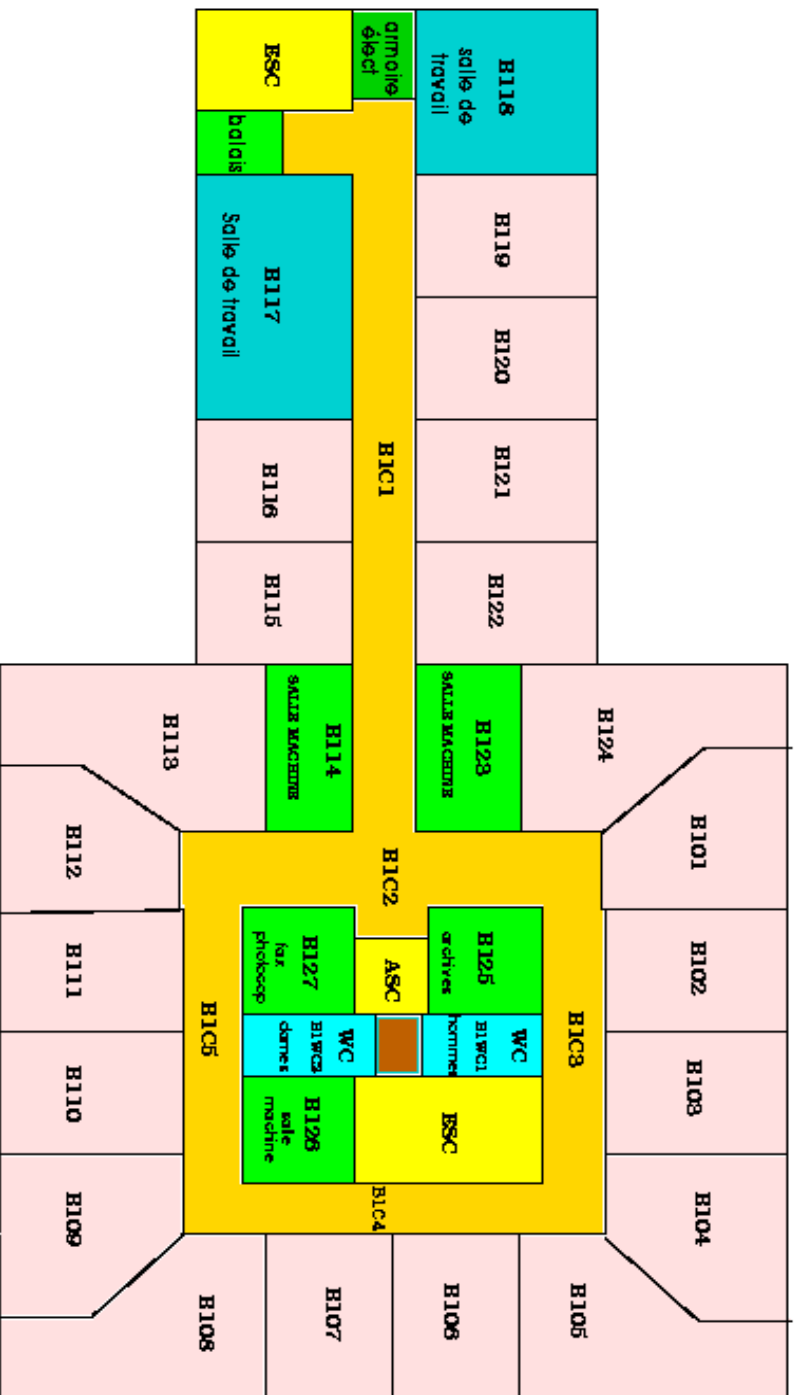 B118
salle de
travail
B119
B120
B121
B122
B124
B101
B102
B103
B104
B123
SALLE MACHINE
B1C3
B105
armoire
élect
B1C1
B1C2
B125
archives
WC
B1WC1
hommes
ESC
B106
ASC
B1C4
ESC
balais
B117
Salle de travail
B116
B115
B114
SALLE MACHINE
B127
fax
photocop
WC
B1WC2
dames
B126
sale
machine
B107
B1C5
B108
B113
B112
B111
B110
B109